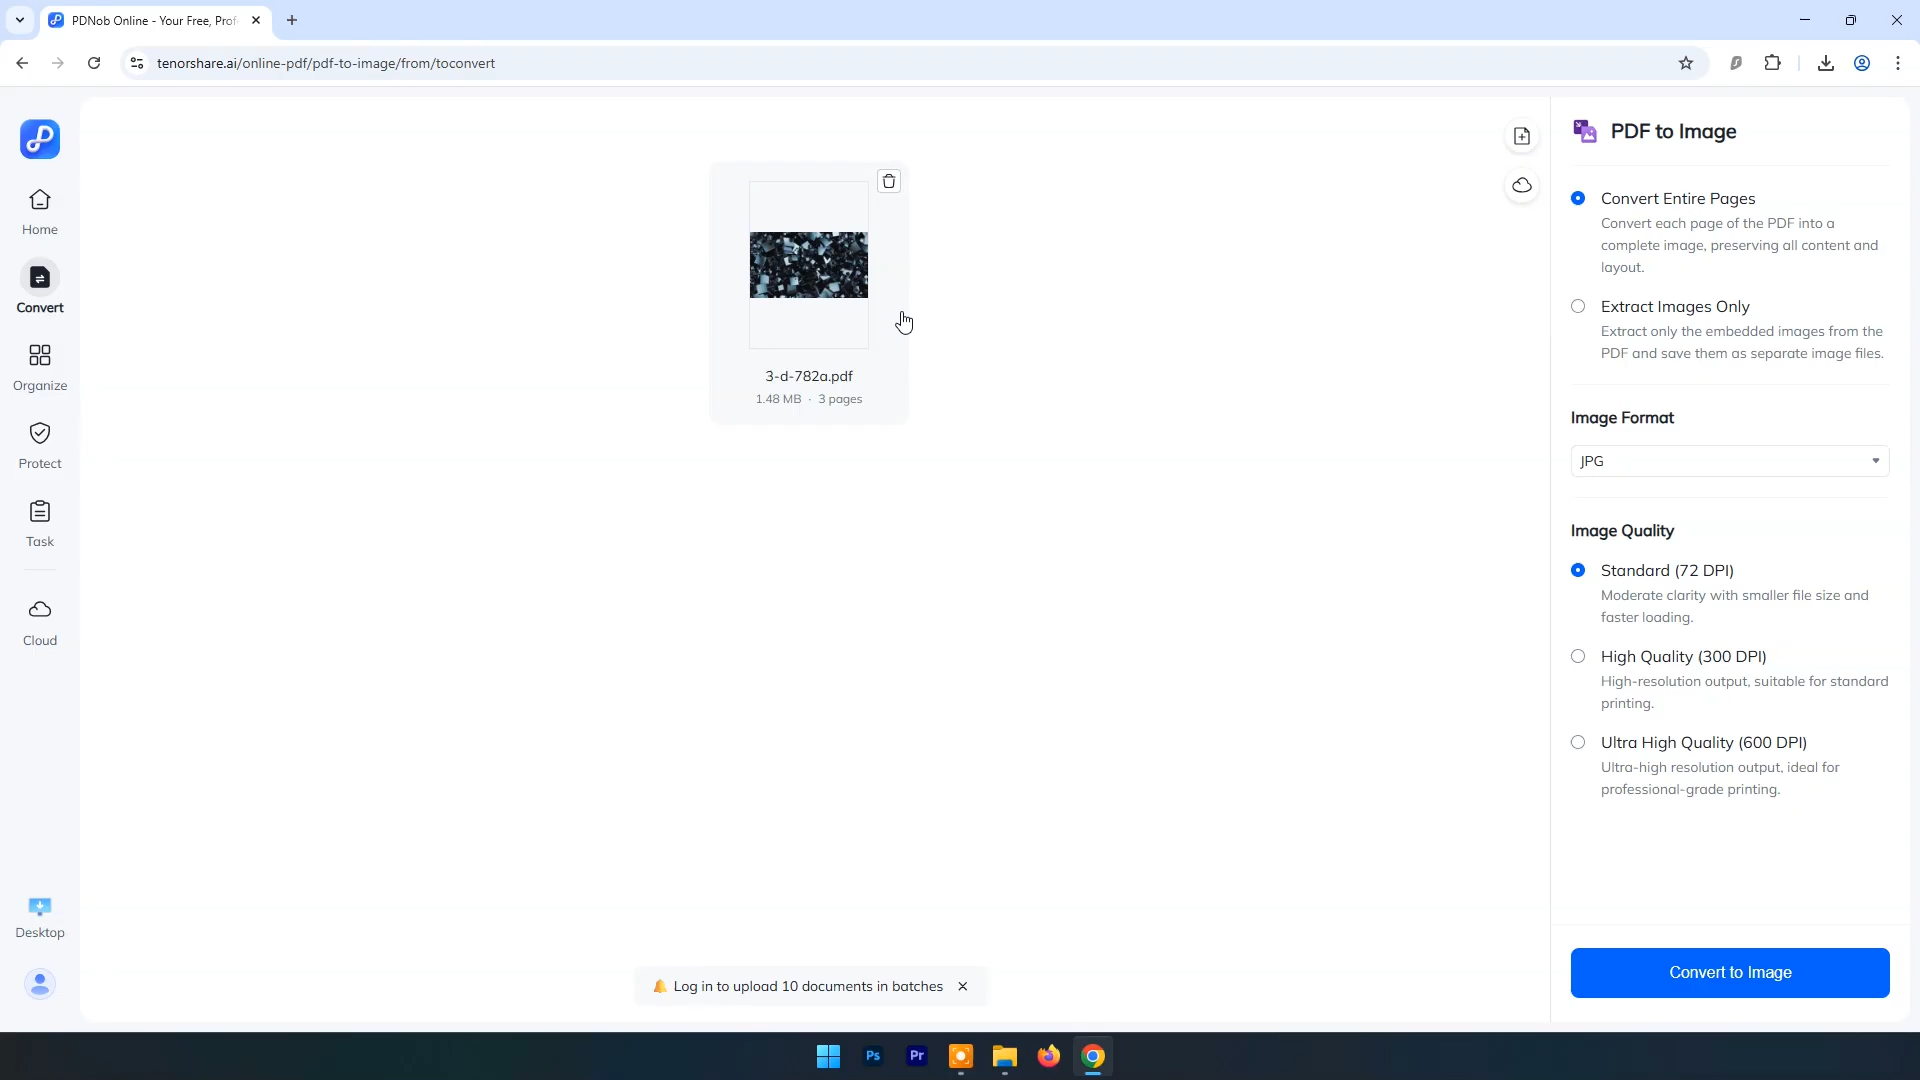 PDNob Online - Your Free, Prof
tenorshare.ai/online-pdf/pdf-to-image/from/toconvert
Home
Convert
Organize
Protect
Task
Cloud
Desktop
3-d-782a.pdf
1.48 MB · 3 pages
Log in to upload 10 documents in batches
PDF to Image
Convert Entire Pages
Convert each page of the PDF into a
complete image, preserving all content and
layout.
Extract Images Only
Extract only the embedded images from the
PDF and save them as separate image files.
Image Format
JPG
Image Quality
Standard (72 DPI)
Moderate clarity with smaller file size and
faster loading.
High Quality (300 DPI)
High-resolution output, suitable for standard
printing.
Ultra High Quality (600 DPI)
Ultra-high resolution output, ideal for
professional-grade printing.
Convert to Image
Ps
Pr